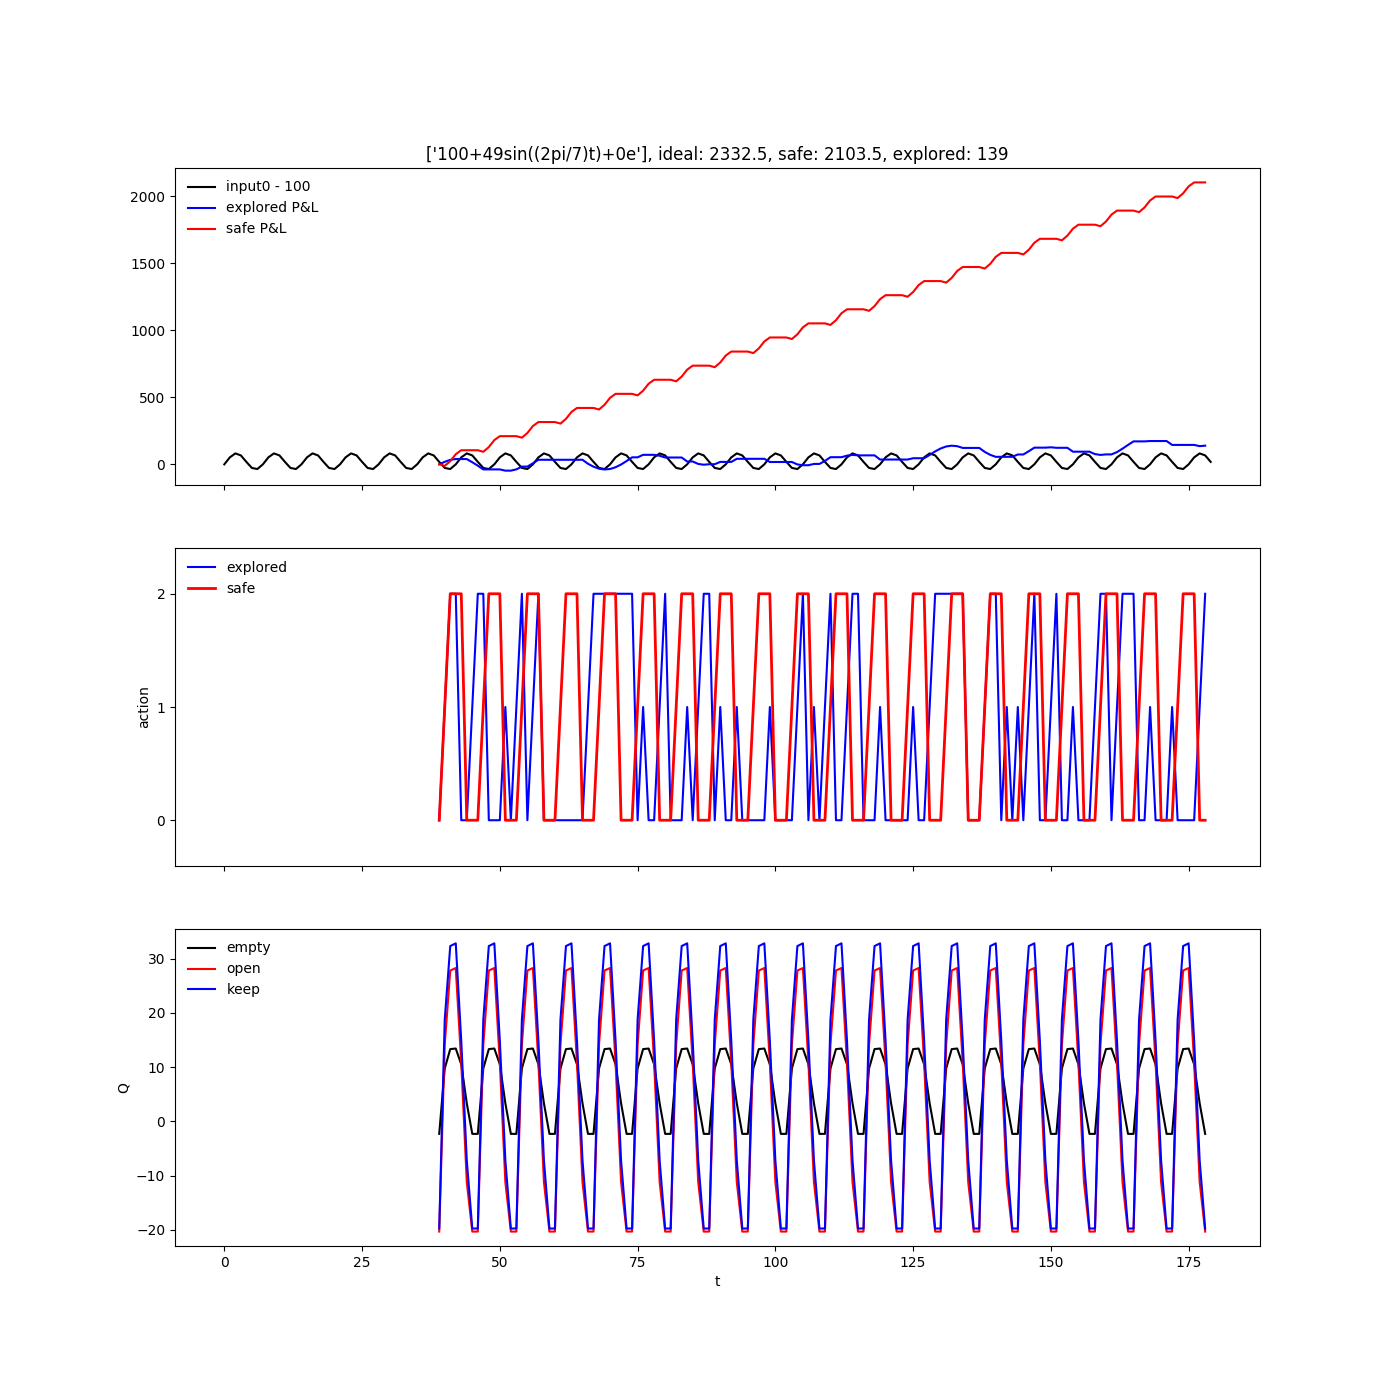 ['100+49sin((2pi/7)t)+0e'], ideal: 2332.5, safe: 2103.5, explored: 139
input0 - 100
explored P&L
safe P&L
2000
1500
1000
500
0
explored
safe
2
1
0
action
empty
open
keep
30
20
10
0
−10
−20
Q
0 25 50 75 100 125 150 175
t